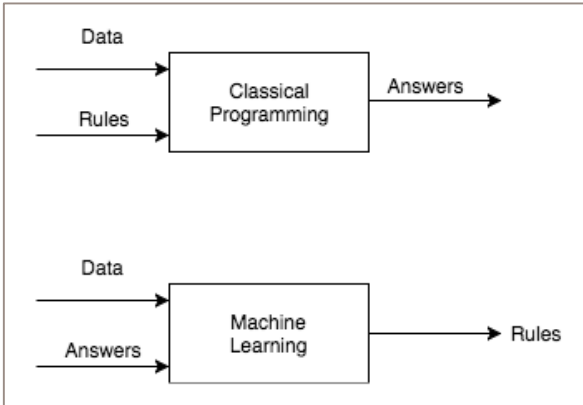 Data
Classical
Programming
Answers
Rules
Data
Machine
Learning
Rules
Answers